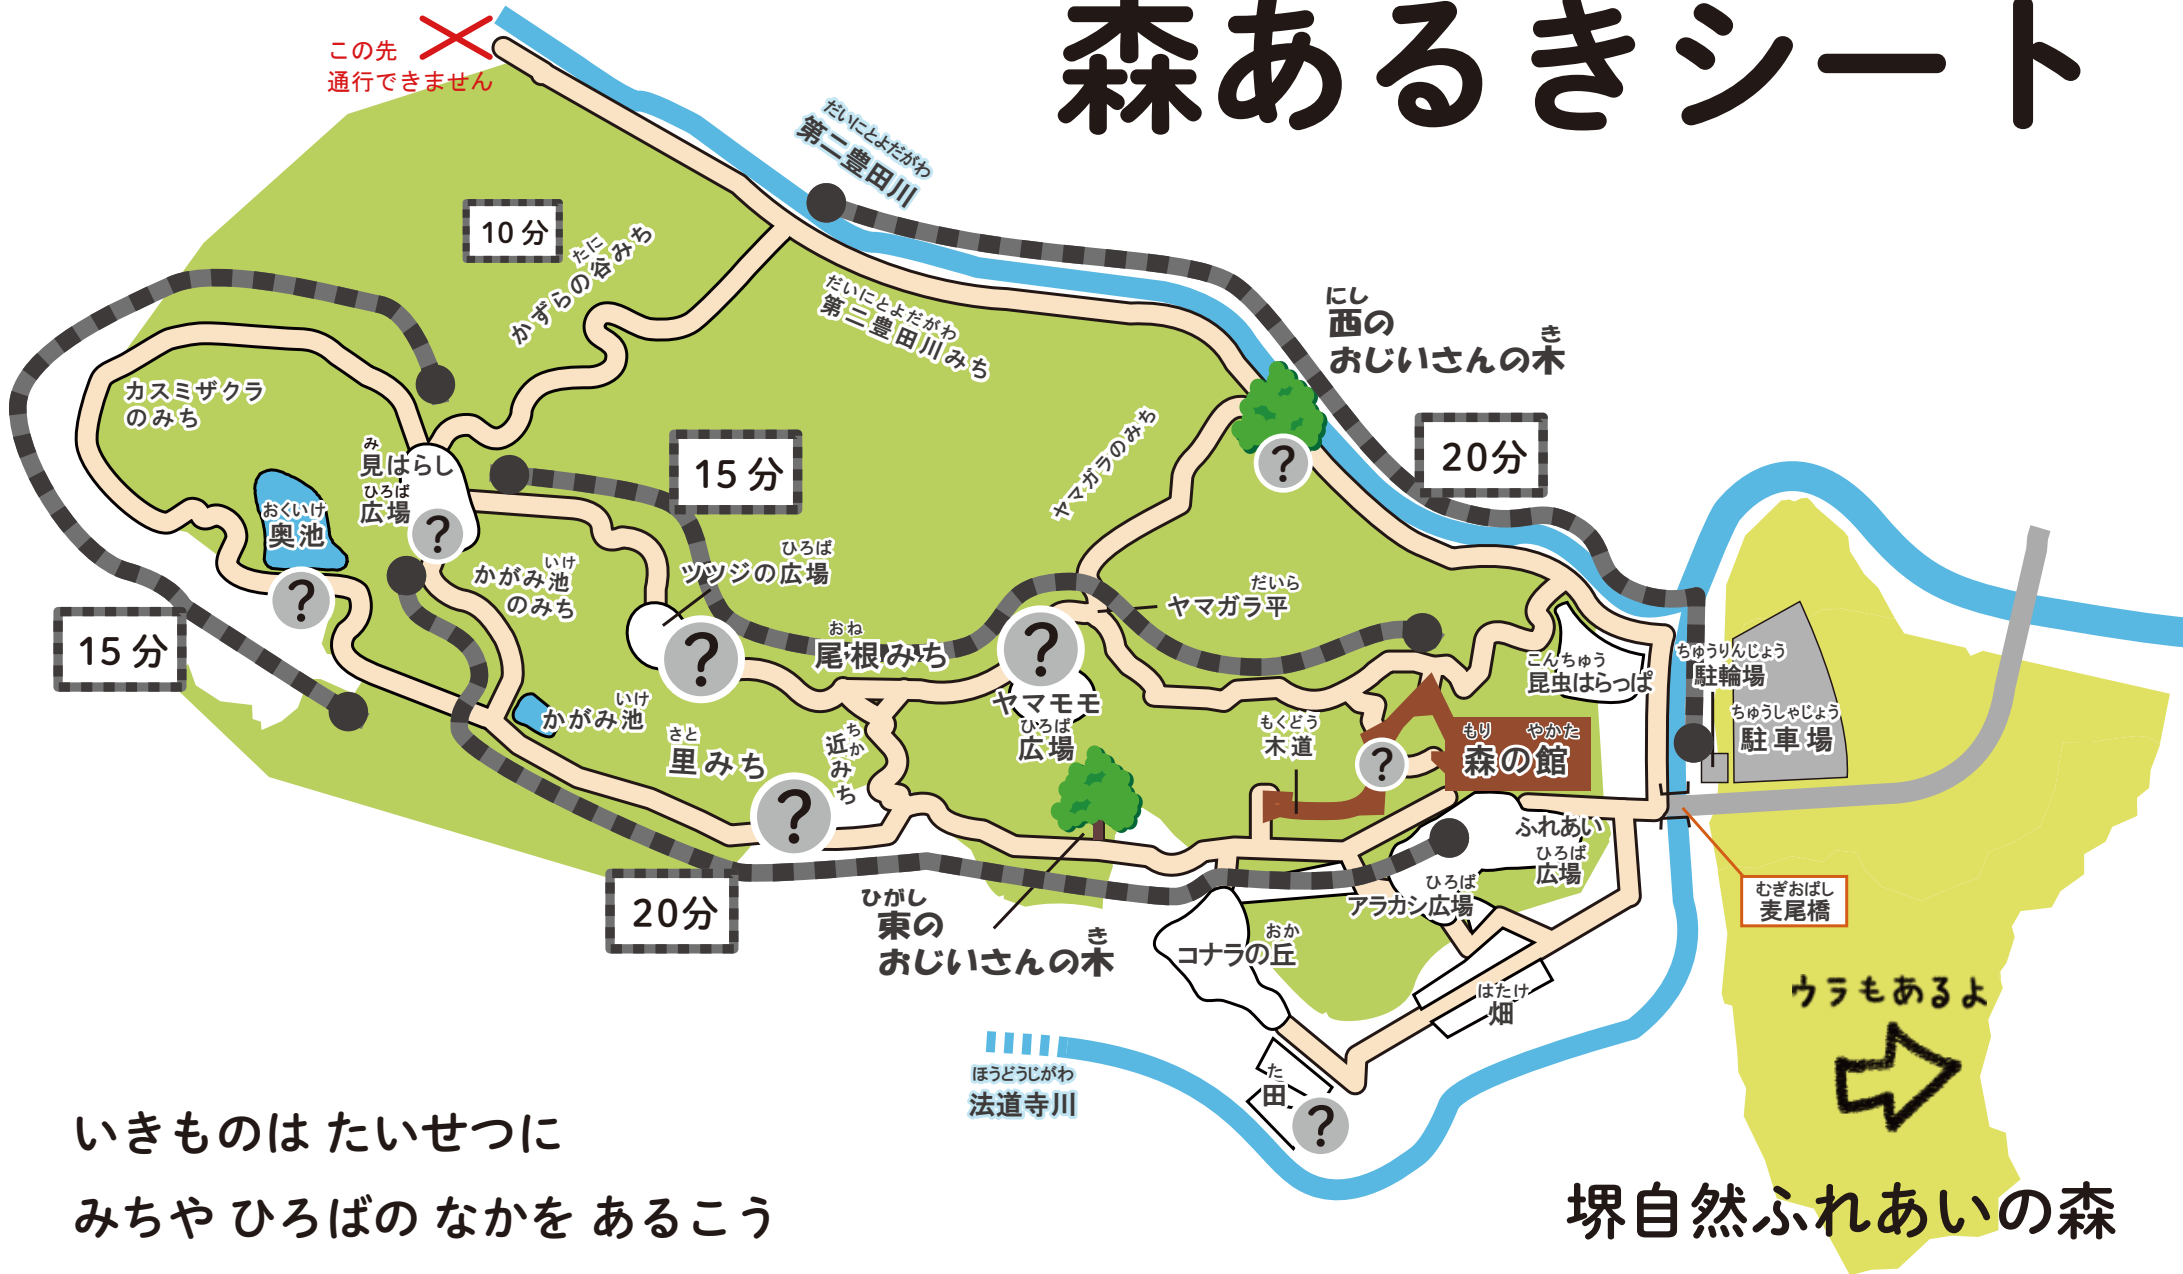 森あるきシート
この先
通行できません
だいにとよだがわ
第二豊田川
10分
たに
かずらの谷みち
だいにとよだがわ
第二豊田川みち
にし
西の
き
おじいさんの木
カスミザクラ
のみち
み
見はらし
ひろば
広場
15分
ヤマガラのみち
20分
おくいけ
奥池
いけ
かがみ池
のみち
ひろば
ツツジの広場
だいら
ヤマガラ平
15分
おね
尾根みち
こんちゅう
昆虫はらっぱ
ちゅうりんじょう
駐輪場
いけ
かがみ池
ヤマモモ
ひろば
広場
もくどう
木道
もり やかた
森の館
ちゅうしゃじょう
駐車場
さと
里みち
ちか
近みち
ふれあい
ひろば
広場
20分
ひがし
東の
き
おじいさんの木
ひろば
アラカシ広場
むぎおばし
麦尾橋
おか
コナラの丘
はたけ
畑
ウラもあるよ
ほうどうじがわ
法道寺川
た
田
いきものは たいせつに
みちや ひろばの なかを あるこう
堺自然ふれあいの森
?
?
?
?
?
?
?
?